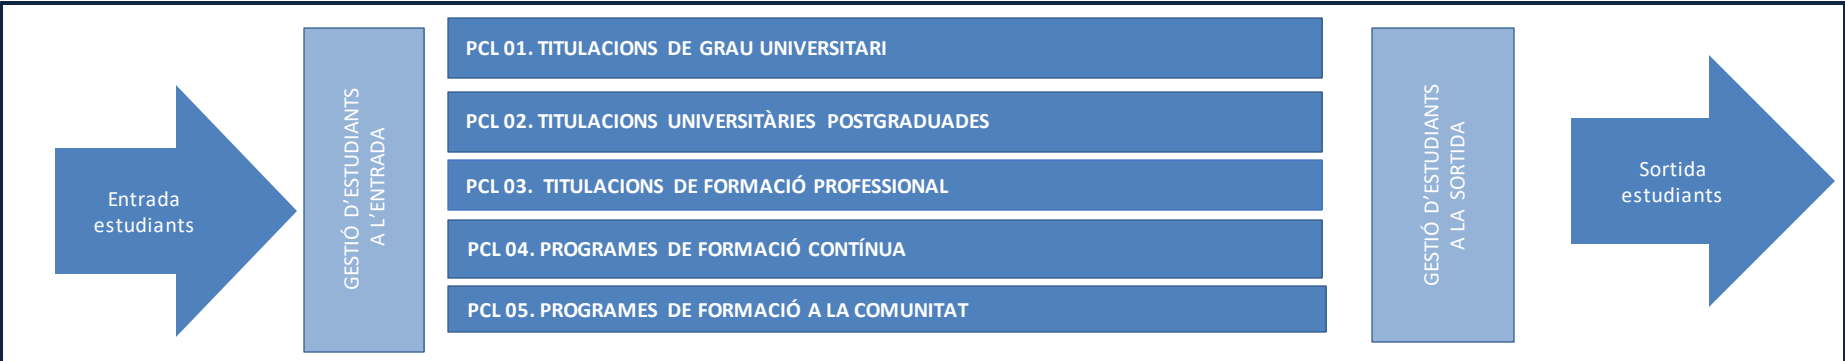 Entrada
estudiants
GESTIÓ D'ESTUDIANTS
A L'ENTRADA
PCL 01. TITULACIONS DE GRAU UNIVERSITARI
PCL 02. TITULACIONS UNIVERSITÀRIES POSTGRADUADES
PCL 03. TITULACIONS DE FORMACIÓ PROFESSIONAL
PCL 04. PROGRAMES DE FORMACIÓ CONTÍNUA
PCL 05. PROGRAMES DE FORMACIÓ A LA COMUNITAT
GESTIÓ D'ESTUDIANTS
A LA SORTIDA
Sortida
estudiants